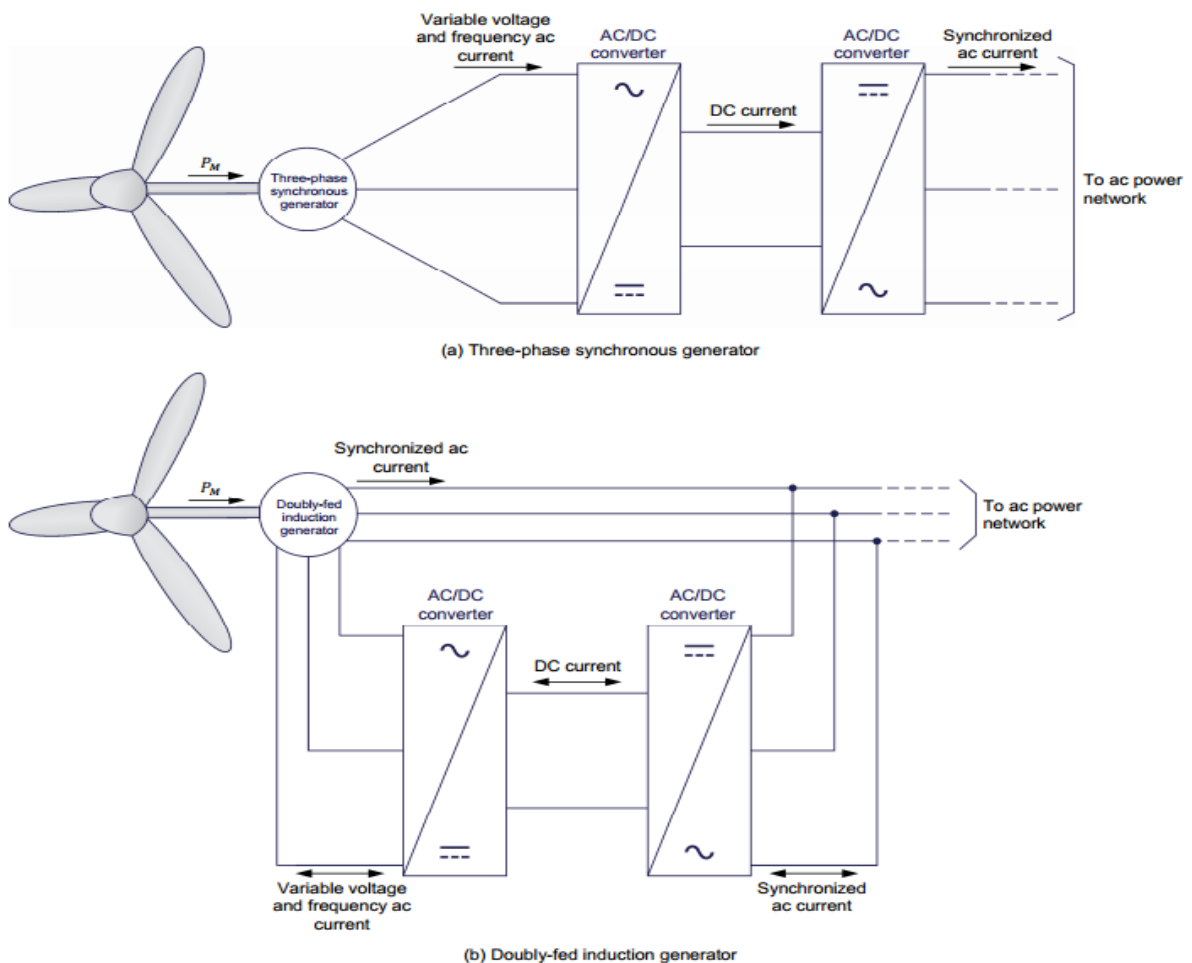 Variable voltage
and frequency ac
current
AC/DC
converter
AC/DC
converter
Synchronized
ac current
DC current
P_M
Three-phase
synchronous
generator
To ac power
network
(a) Three-phase synchronous generator
Synchronized ac
current
P_M
Doubly-fed
induction
generator
To ac power
network
AC/DC
converter
AC/DC
converter
DC current
Variable voltage
and frequency ac
current
Synchronized
ac current
(b) Doubly-fed induction generator